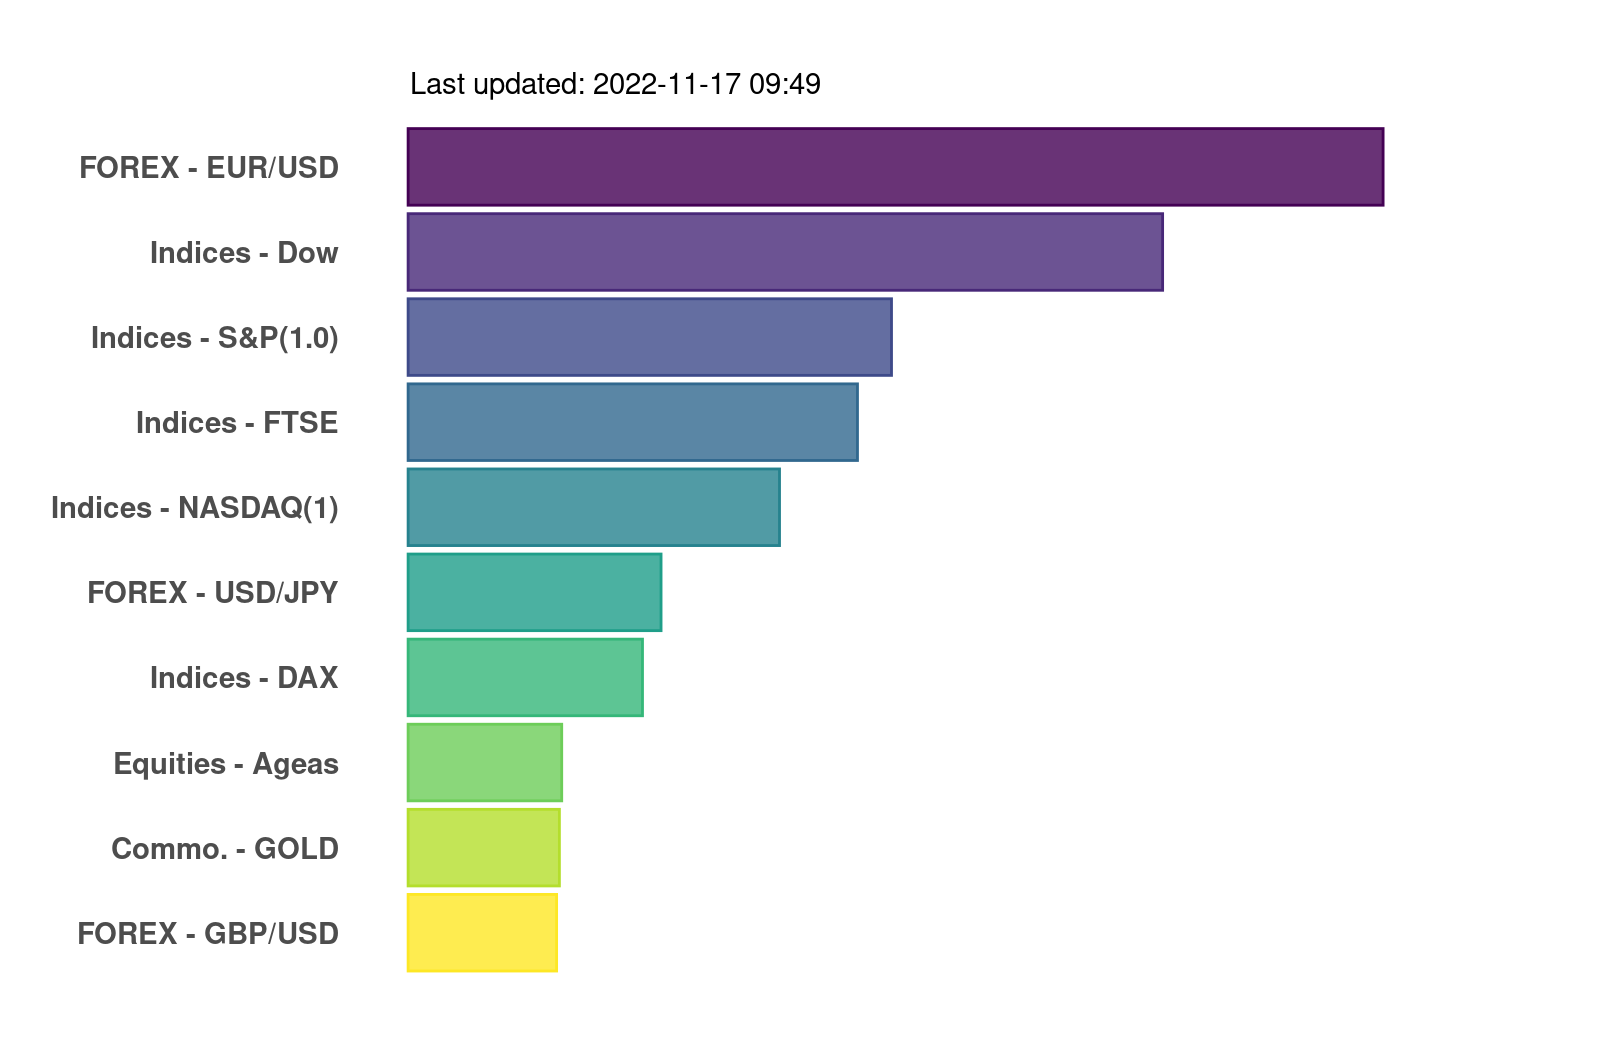 Last updated: 2022-11-17 09:49
FOREX - EUR/USD
Indices - Dow
Indices - S&P(1.0)
Indices - FTSE
Indices - NASDAQ(1)
FOREX - USD/JPY
Indices - DAX
Equities - Ageas
Commo. - GOLD
FOREX - GBP/USD